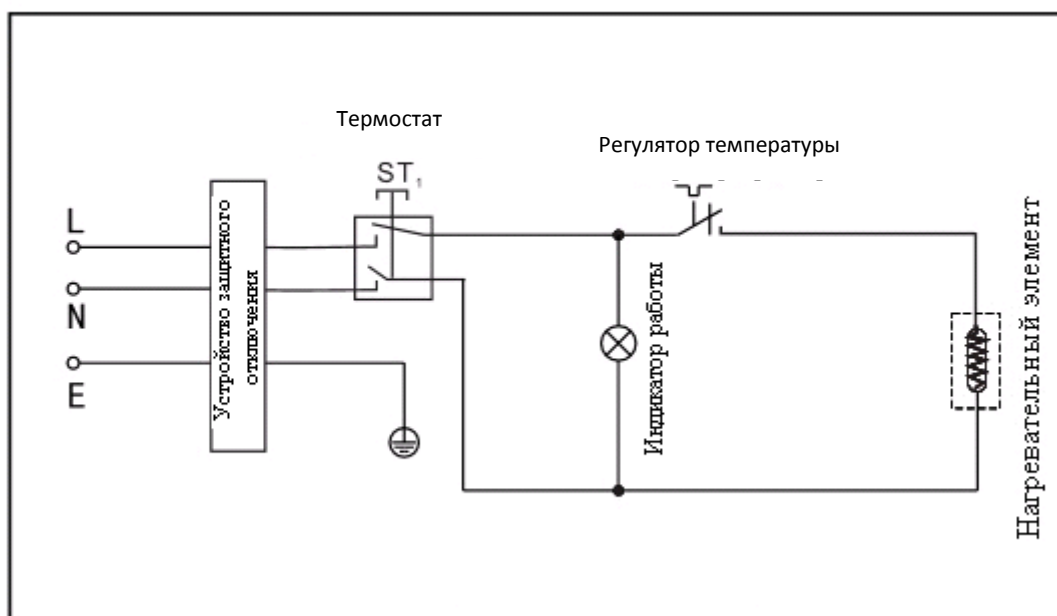 Термостат
Регулятор температуры
ST₁
L
N
E
Устройство защитного
отключения
Индикатор работы
Нагревательный элемент